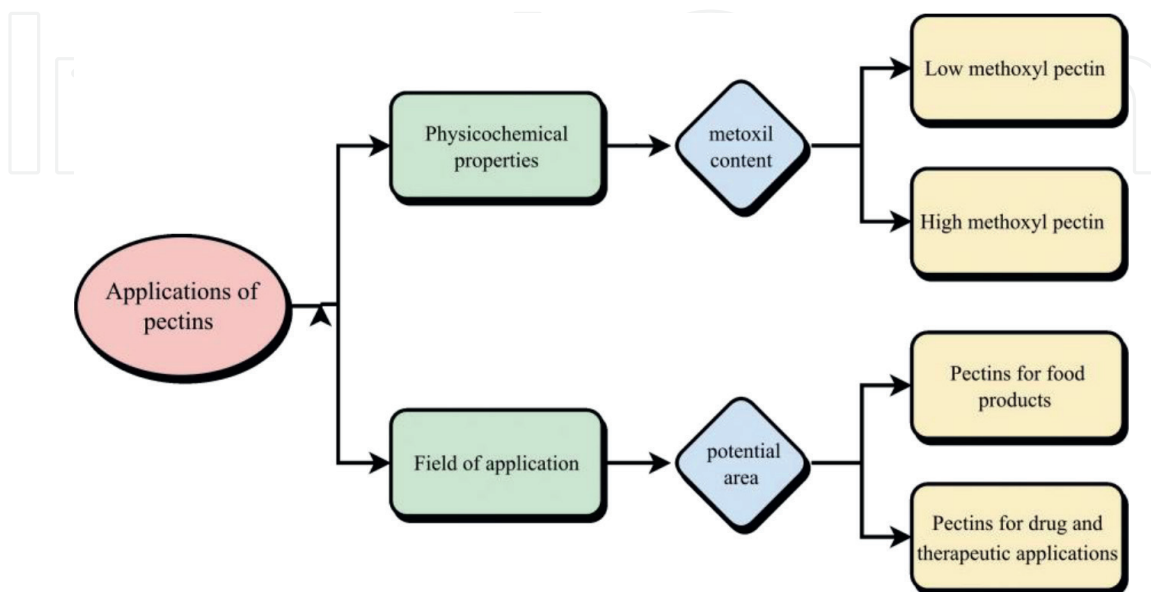 Applications of
pectins
Physicochemical
properties
metoxil
content
Low methoxyl pectin
High methoxyl pectin
Field of application
potential
area
Pectins for food
products
Pectins for drug and
therapeutic applications